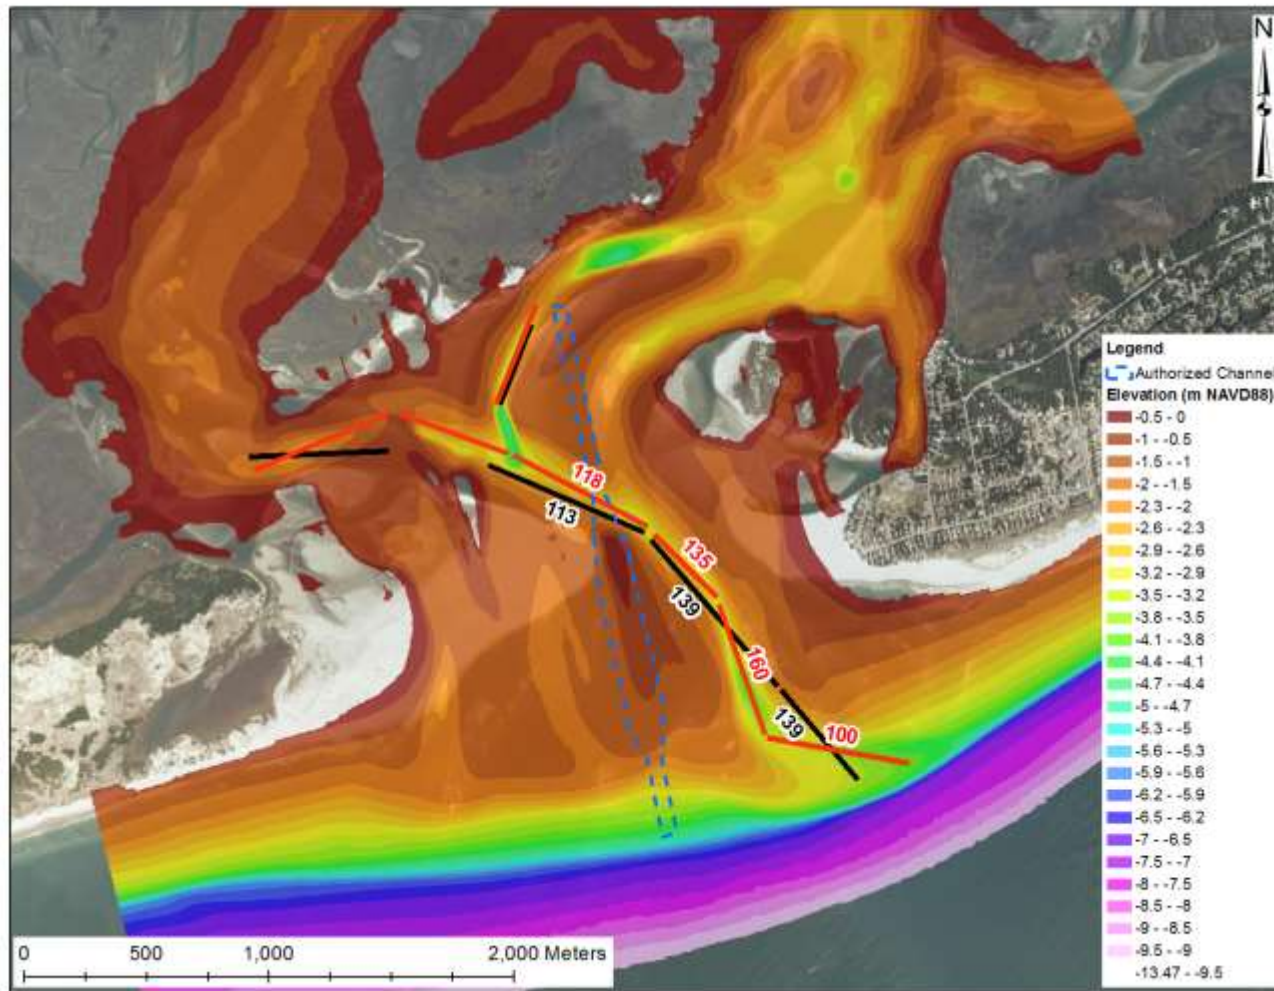 N
118
113
135
139
160
139
100
Legend
Authorized Channel
Elevation (m NAVD88)
-0.5 - 0
-1 - -0.5
-1.5 - -1
-2 - -1.5
-2.3 - -2
-2.6 - -2.3
-2.9 - -2.6
-3.2 - -2.9
-3.5 - -3.2
-3.8 - -3.5
-4.1 - -3.8
-4.4 - -4.1
-4.7 - -4.4
-5 - -4.7
-5.3 - -5
-5.6 - -5.3
-5.9 - -5.6
-6.2 - -5.9
-6.5 - -6.2
-7 - -6.5
-7.5 - -7
-8 - -7.5
-8.5 - -8
-9 - -8.5
-9.5 - -9
-13.47 - -9.5
0 500 1,000 2,000 Meters